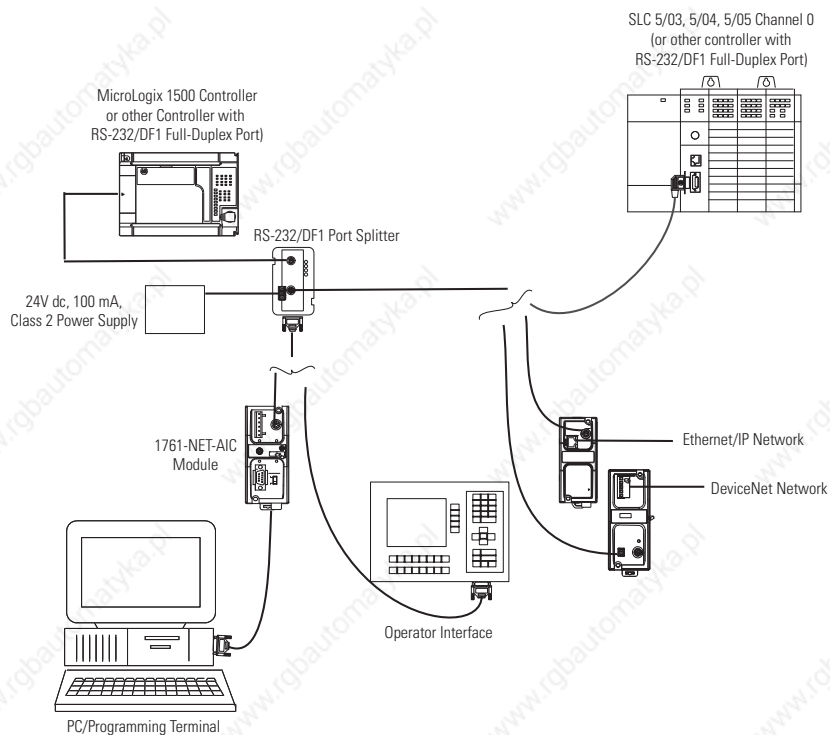 SLC 5/03, 5/04, 5/05 Channel 0
(or other controller with
RS-232/DF1 Full-Duplex Port)
MicroLogix 1500 Controller
or other Controller with
RS-232/DF1 Full-Duplex Port)
RS-232/DF1 Port Splitter
24V dc, 100 mA,
Class 2 Power Supply
1761-NET-AIC
Module
Ethernet/IP Network
DeviceNet Network
Operator Interface
PC/Programming Terminal
www.rgbautomatyka.pl